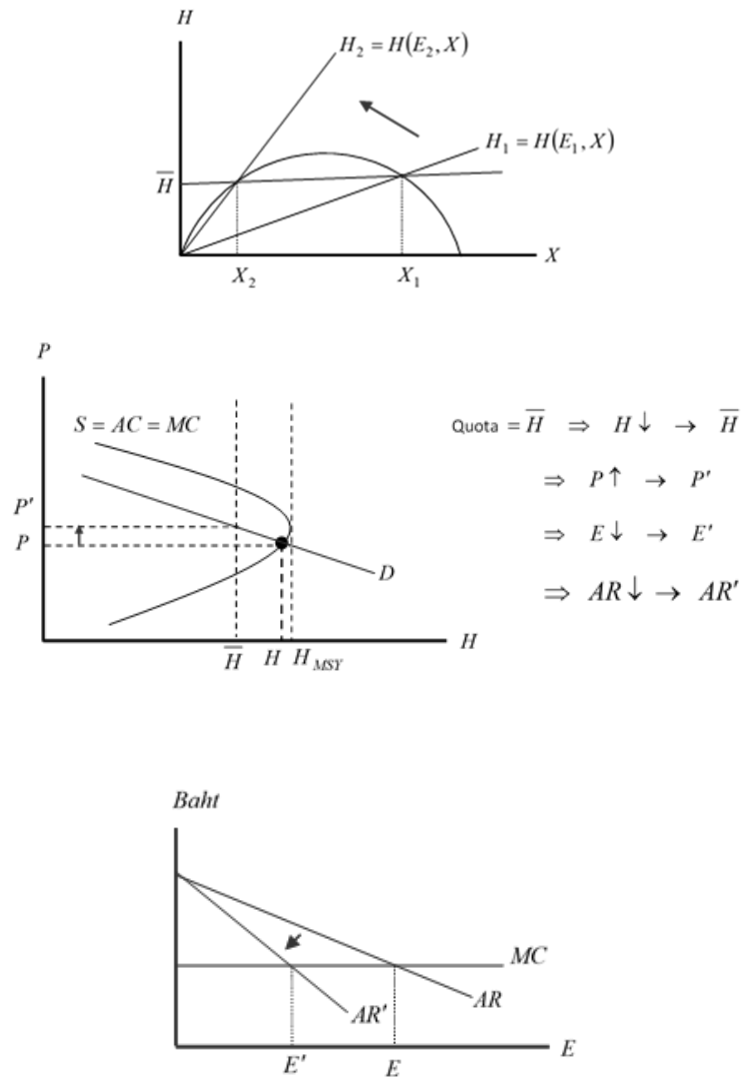 H
H₂ = H(E₂, X)
H₁ = H(E₁, X)
H̅
X
X₂ X₁
P
S = AC = MC
Quota = H̅ ⇒ H ↓ → H̅
⇒ P ↑ → P′
P′
⇒ E ↓ → E′
P
D
⇒ AR ↓ → AR′
H
H̅ H H_MSY
Baht
MC
AR
AR′
E
E′ E